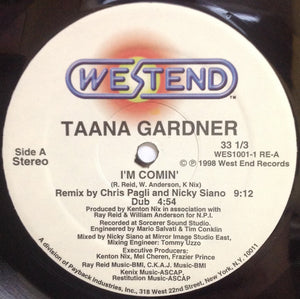 WESTEND
TM
TAANA GARDNER
Side A
Stereo
33 1/3
WES1001-1 RE-A
℗ © 1998 West End Records
I'M COMIN'
(R. Reid, W. Anderson, K Nix)
Remix by Chris Pagli and Nicky Siano 9:12
Dub 4:54
Produced by Kenton Nix in association with
Ray Reid & William Anderson for N.P.I.
Recorded at Sorcerer Sound Studio.
Engineered by Mario Salvati & Tim Conklin
Mixed by Nicky Siano at Mirror Image Studio East,
Mixing Engineer: Tommy Uzzo
Executive Producers:
Kenton Nix, Mel Cheren, Frazier Prince
Ray Reid Music-BMI, C.K.A.J. Music-BMI
Kenix Music-ASCAP
Eastend Music-ASCAP
A division of Payback Industries, Inc., 318 West 22nd Street, New York, N.Y. 10011